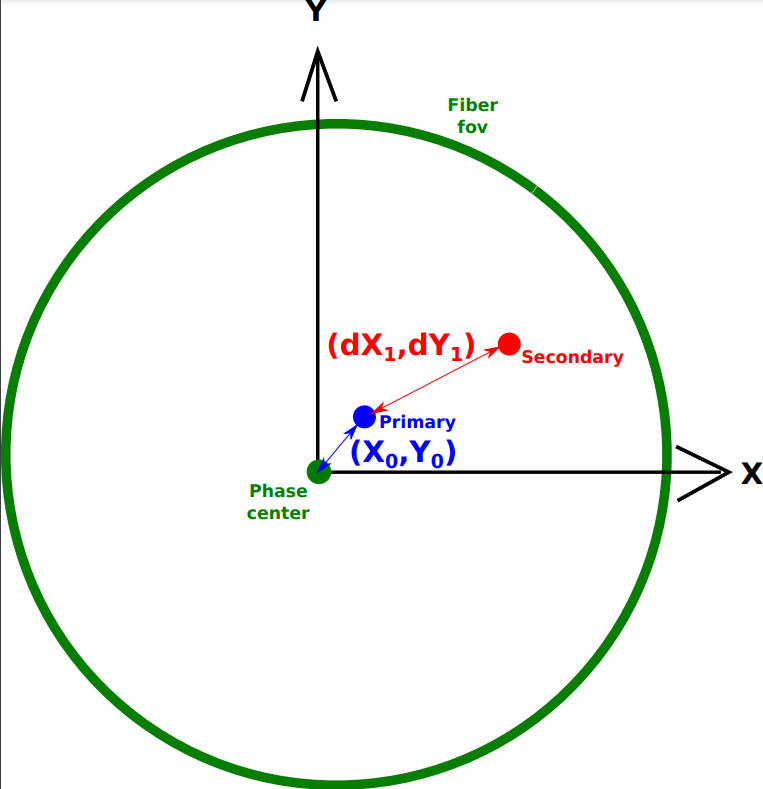 Y
Fiber
fov
(dX₁,dY₁)
Secondary
Primary
(X₀,Y₀)
X
Phase
center